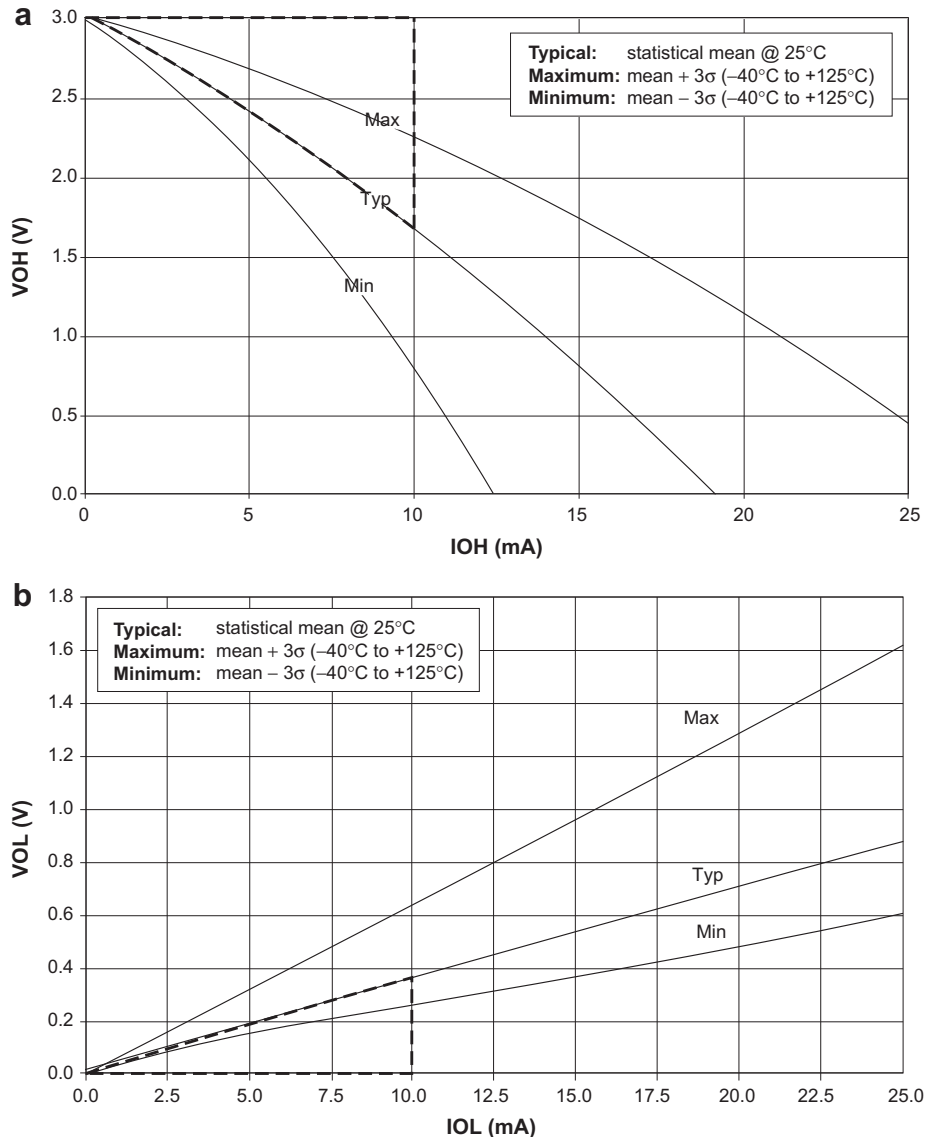 a
3.0
2.5
2.0
1.5
1.0
0.5
0.0
VOH (V)
Typical: statistical mean @ 25°C
Maximum: mean + 3σ (–40°C to +125°C)
Minimum: mean – 3σ (–40°C to +125°C)
Max
Typ
Min
0 5 10 15 20 25
IOH (mA)
b
1.8
1.6
1.4
1.2
1.0
0.8
0.6
0.4
0.2
0.0
VOL (V)
Typical: statistical mean @ 25°C
Maximum: mean + 3σ (–40°C to +125°C)
Minimum: mean – 3σ (–40°C to +125°C)
Max
Typ
Min
0.0 2.5 5.0 7.5 10.0 12.5 15.0 17.5 20.0 22.5 25.0
IOL (mA)